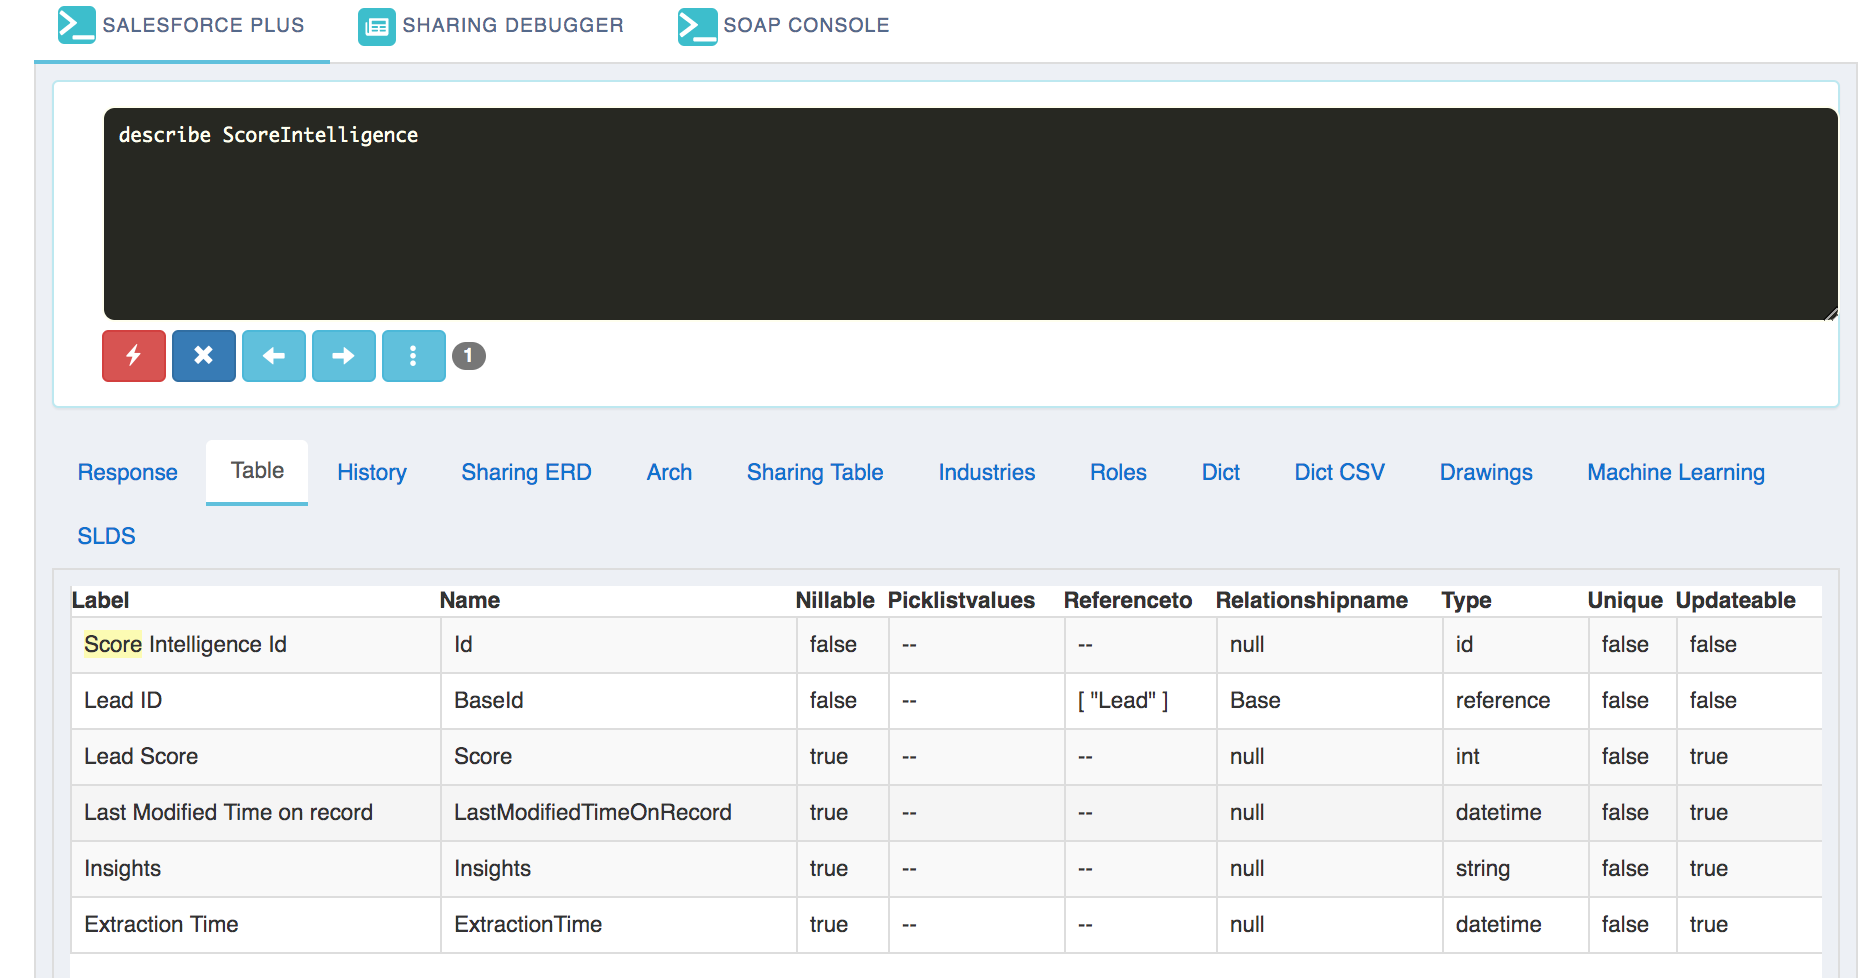 SALESFORCE PLUS SHARING DEBUGGER SOAP CONSOLE
describe ScoreIntelligence
1
Response Table History Sharing ERD Arch Sharing Table Industries Roles Dict Dict CSV Drawings Machine Learning
SLDS
Label Name Nillable Picklistvalues Referenceto Relationshipname Type Unique Updateable
Score Intelligence Id Id false -- -- null id false false
Lead ID BaseId false -- [ "Lead" ] Base reference false false
Lead Score Score true -- -- null int false true
Last Modified Time on record LastModifiedTimeOnRecord true -- -- null datetime false true
Insights Insights true -- -- null string false true
Extraction Time ExtractionTime true -- -- null datetime false true